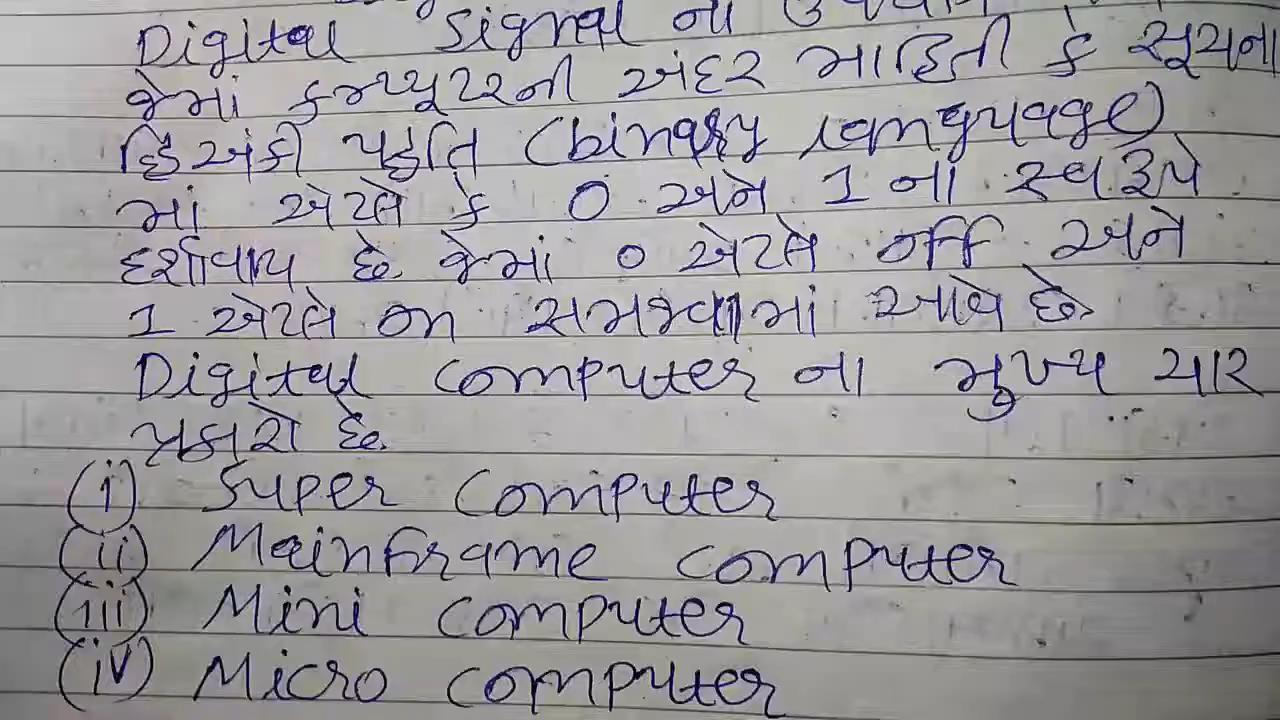 Digital Signal ના ઉપયોગ
જેમાં કમ્પ્યૂટરની અંદર માહિતી કે સૂચના
દ્વિઅંકી પદ્ધતિ (binary Language)
માં એટલે કે 0 અને 1 ના સ્વરૂપે
દર્શાવાય છે. જેમાં 0 એટલે off અને
1 એટલે on સમજવામાં આવે છે.
Digital computer ના મુખ્ય ચાર
પ્રકારો છે.
(i) Super computer
(ii) Mainframe computer
(iii) Mini computer
(iv) Micro computer